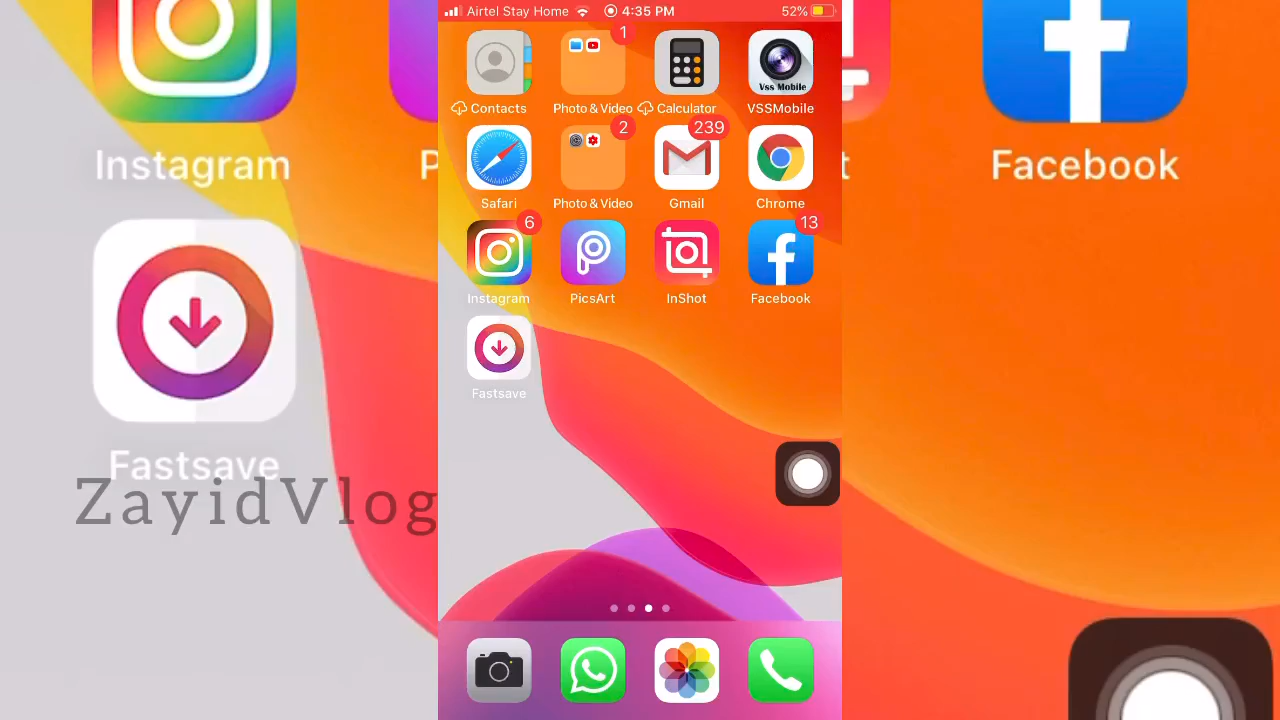 Airtel Stay Home 4:35 PM 52%
1
Contacts Photo & Video Calculator VSSMobile
Vss Mobile
2 239
Safari Photo & Video Gmail Chrome
6 13
Instagram PicsArt InShot Facebook
Fastsave
Instagram
P
t
Facebook
Fastsave
ZayidVlog